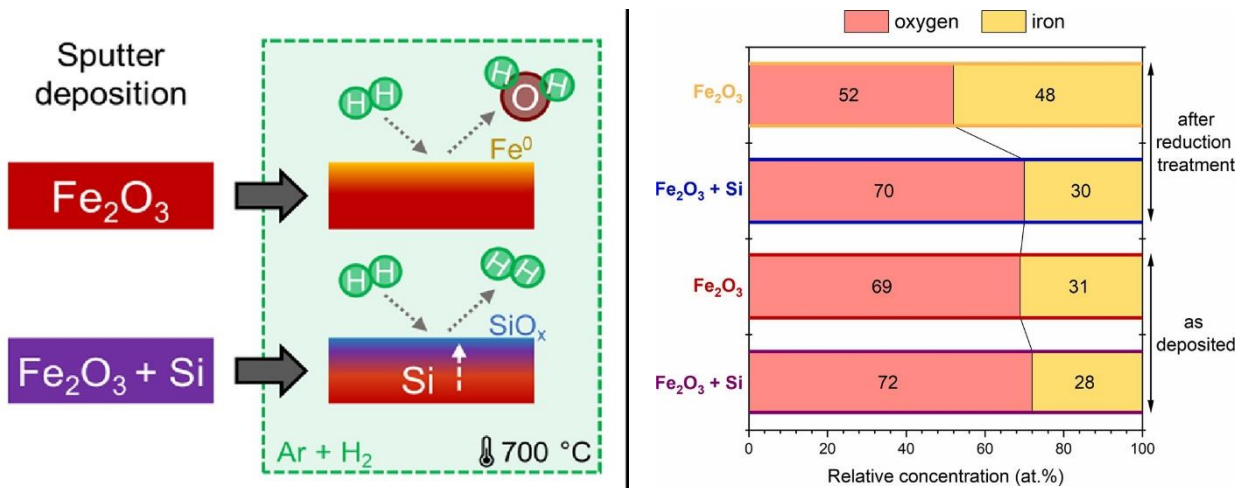 Sputter
deposition
Fe₂O₃
Fe₂O₃ + Si
H H
H O H
Fe⁰
H H
H H
SiOₓ
Si
Ar + H₂
700 °C
oxygen
iron
Fe₂O₃
52
48
Fe₂O₃ + Si
70
30
after
reduction
treatment
Fe₂O₃
69
31
Fe₂O₃ + Si
72
28
as
deposited
0 20 40 60 80 100
Relative concentration (at.%)